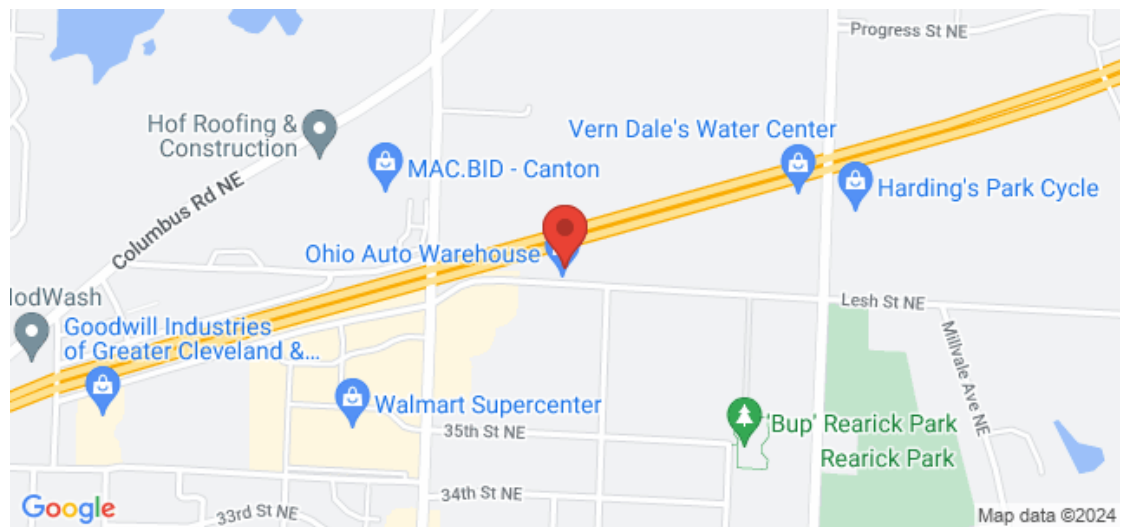 Progress St NE
Hof Roofing &
Construction
Vern Dale's Water Center
MAC.BID - Canton
Harding's Park Cycle
Columbus Rd NE
Ohio Auto Warehouse
Lesh St NE
Goodwill Industries
of Greater Cleveland &...
Millvale Ave NE
Walmart Supercenter
35th St NE
'Bup' Rearick Park
Rearick Park
34th St NE
33rd St NE
Google
Map data ©2024